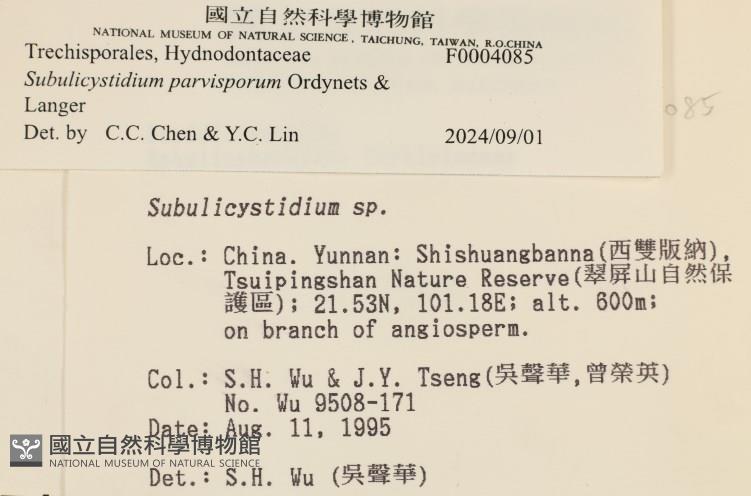 國立自然科學博物館
NATIONAL MUSEUM OF NATURAL SCIENCE, TAICHUNG, TAIWAN, R.O.CHINA
Trechisporales, Hydnodontaceae F0004085
Subulicystidium parvisporum Ordynets &
Langer
Det. by C.C. Chen & Y.C. Lin 2024/09/01
085
Subulicystidium sp.
Loc.: China. Yunnan: Shishuangbanna(西雙版納),
Tsuipingshan Nature Reserve(翠屏山自然保
護區); 21.53N, 101.18E; alt. 600m;
on branch of angiosperm.
Col.: S.H. Wu & J.Y. Tseng(吳聲華,曾榮英)
No. Wu 9508-171
Date: Aug. 11, 1995
國立自然科學博物館
NATIONAL MUSEUM OF NATURAL SCIENCE
Det.: S.H. Wu (吳聲華)